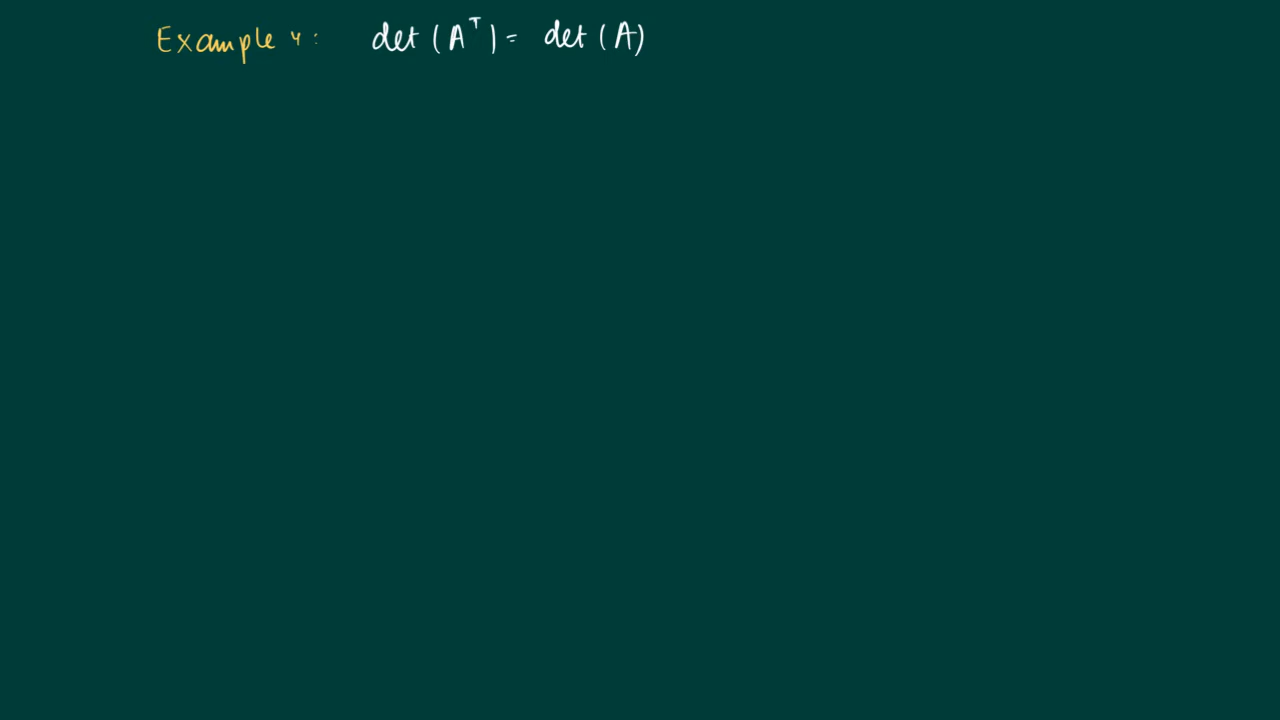 Example 4: det (Aᵀ) = det (A)